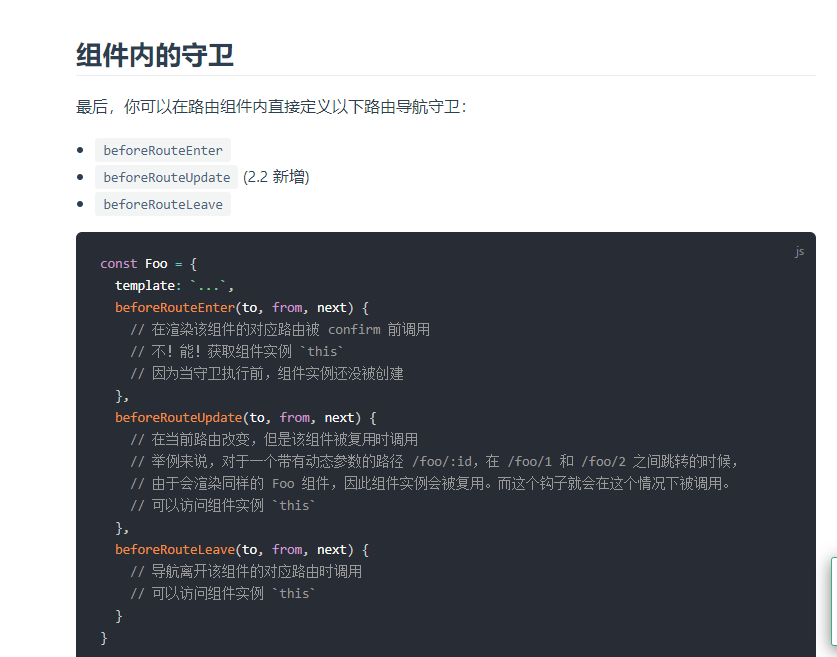 组件内的守卫
最后，你可以在路由组件内直接定义以下路由导航守卫：
beforeRouteEnter
beforeRouteUpdate (2.2 新增)
beforeRouteLeave
js
const Foo = {
  template: `...`,
  beforeRouteEnter(to, from, next) {
    // 在渲染该组件的对应路由被 confirm 前调用
    // 不！能！获取组件实例 `this`
    // 因为当守卫执行前，组件实例还没被创建
  },
  beforeRouteUpdate(to, from, next) {
    // 在当前路由改变，但是该组件被复用时调用
    // 举例来说，对于一个带有动态参数的路径 /foo/:id，在 /foo/1 和 /foo/2 之间跳转的时候，
    // 由于会渲染同样的 Foo 组件，因此组件实例会被复用。而这个钩子就会在这个情况下被调用。
    // 可以访问组件实例 `this`
  },
  beforeRouteLeave(to, from, next) {
    // 导航离开该组件的对应路由时调用
    // 可以访问组件实例 `this`
  }
}